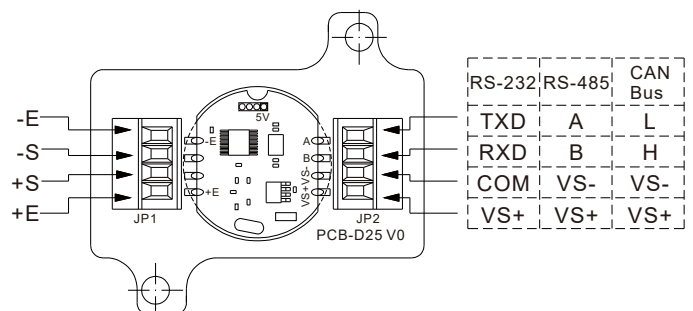 -E
-S
+S
+E
JP1
5V
-E
+E
A
B
VS-
VS+
JP2
PCB-D25 V0
RS-232 RS-485 CAN Bus
TXD A L
RXD B H
COM VS- VS-
VS+ VS+ VS+